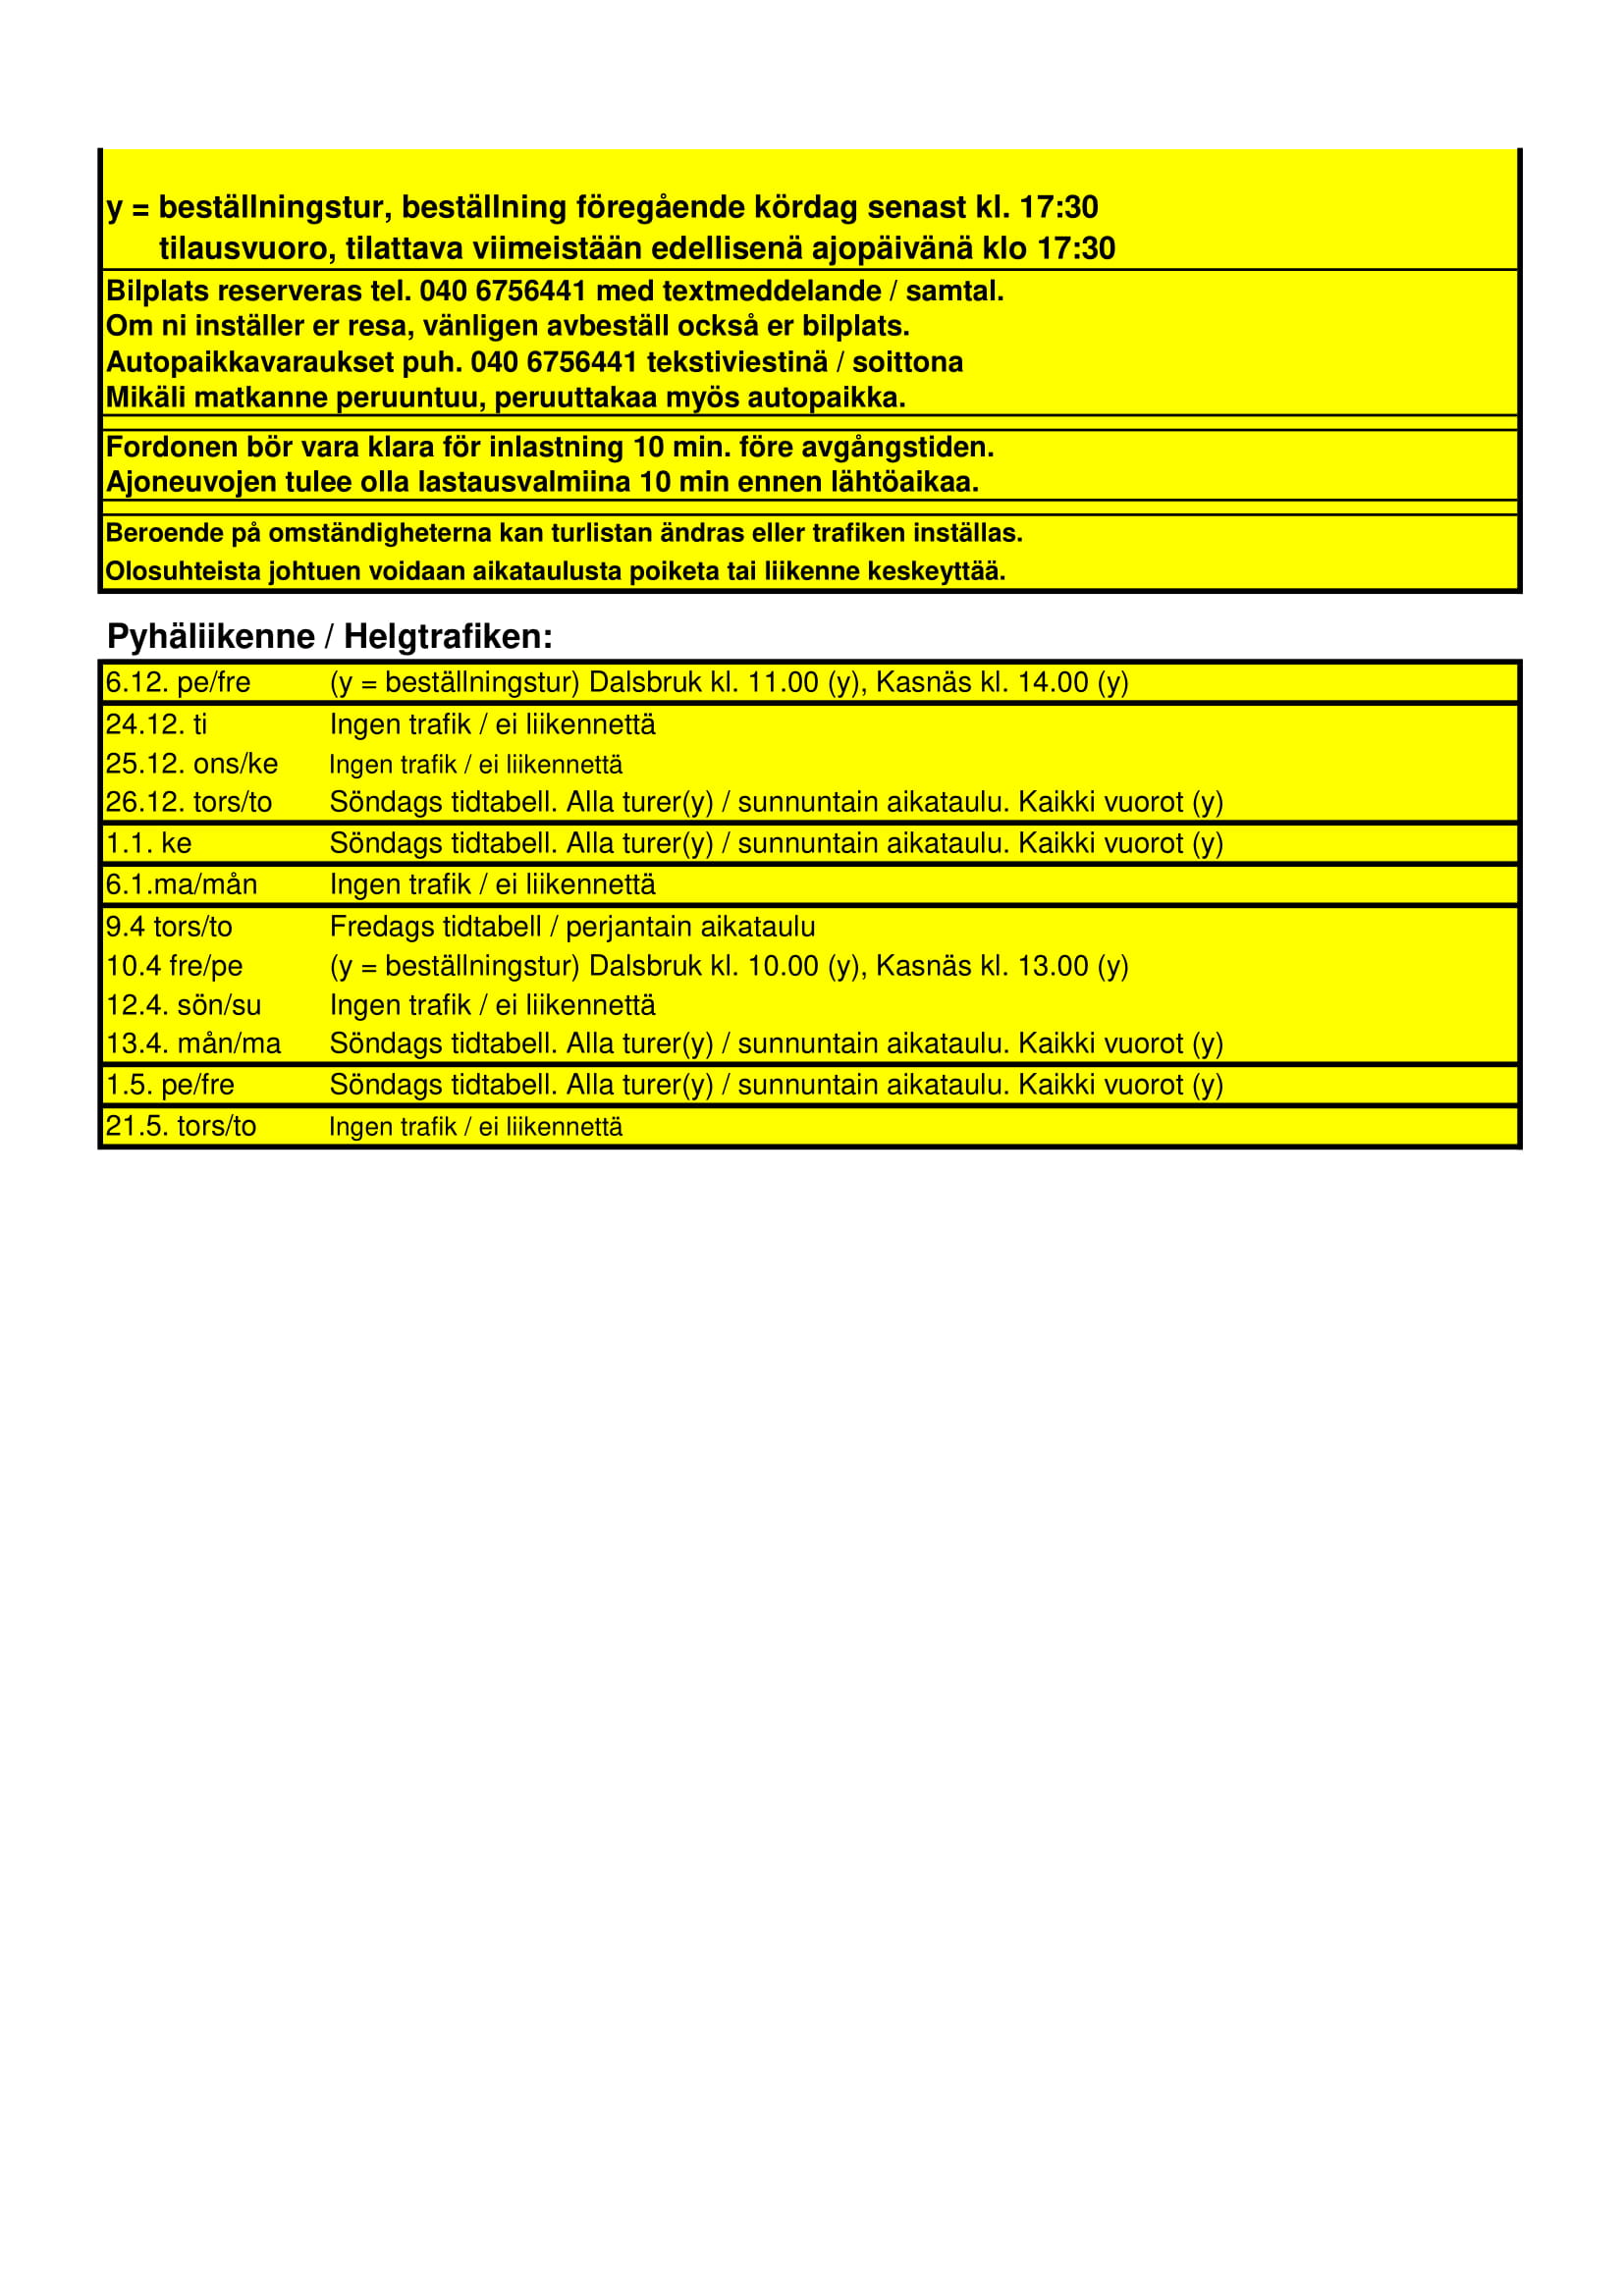 y = beställningstur, beställning föregående kördag senast kl. 17:30
tilausvuoro, tilattava viimeistään edellisenä ajopäivänä klo 17:30
Bilplats reserveras tel. 040 6756441 med textmeddelande / samtal.
Om ni inställer er resa, vänligen avbeställ också er bilplats.
Autopaikkavaraukset puh. 040 6756441 tekstiviestinä / soittona
Mikäli matkanne peruuntuu, peruuttakaa myös autopaikka.
Fordonen bör vara klara för inlastning 10 min. före avgångstiden.
Ajoneuvojen tulee olla lastausvalmiina 10 min ennen lähtöaikaa.
Beroende på omständigheterna kan turlistan ändras eller trafiken inställas.
Olosuhteista johtuen voidaan aikataulusta poiketa tai liikenne keskeyttää.
Pyhäliikenne / Helgtrafiken:
6.12. pe/fre (y = beställningstur) Dalsbruk kl. 11.00 (y), Kasnäs kl. 14.00 (y)
24.12. ti Ingen trafik / ei liikennettä
25.12. ons/ke Ingen trafik / ei liikennettä
26.12. tors/to Söndags tidtabell. Alla turer(y) / sunnuntain aikataulu. Kaikki vuorot (y)
1.1. ke Söndags tidtabell. Alla turer(y) / sunnuntain aikataulu. Kaikki vuorot (y)
6.1.ma/mån Ingen trafik / ei liikennettä
9.4 tors/to Fredags tidtabell / perjantain aikataulu
10.4 fre/pe (y = beställningstur) Dalsbruk kl. 10.00 (y), Kasnäs kl. 13.00 (y)
12.4. sön/su Ingen trafik / ei liikennettä
13.4. mån/ma Söndags tidtabell. Alla turer(y) / sunnuntain aikataulu. Kaikki vuorot (y)
1.5. pe/fre Söndags tidtabell. Alla turer(y) / sunnuntain aikataulu. Kaikki vuorot (y)
21.5. tors/to Ingen trafik / ei liikennettä